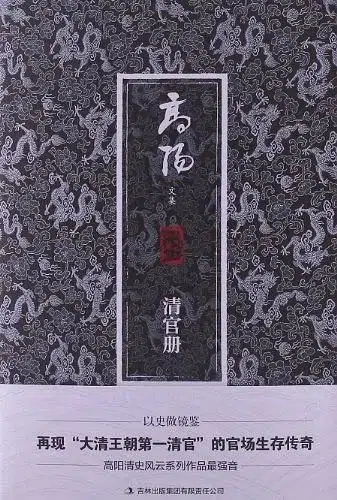 高阳
文集
清官册
以史做镜鉴
再现“大清王朝第一清官”的官场生存传奇
高阳清史风云系列作品最强音
吉林出版集团有限责任公司